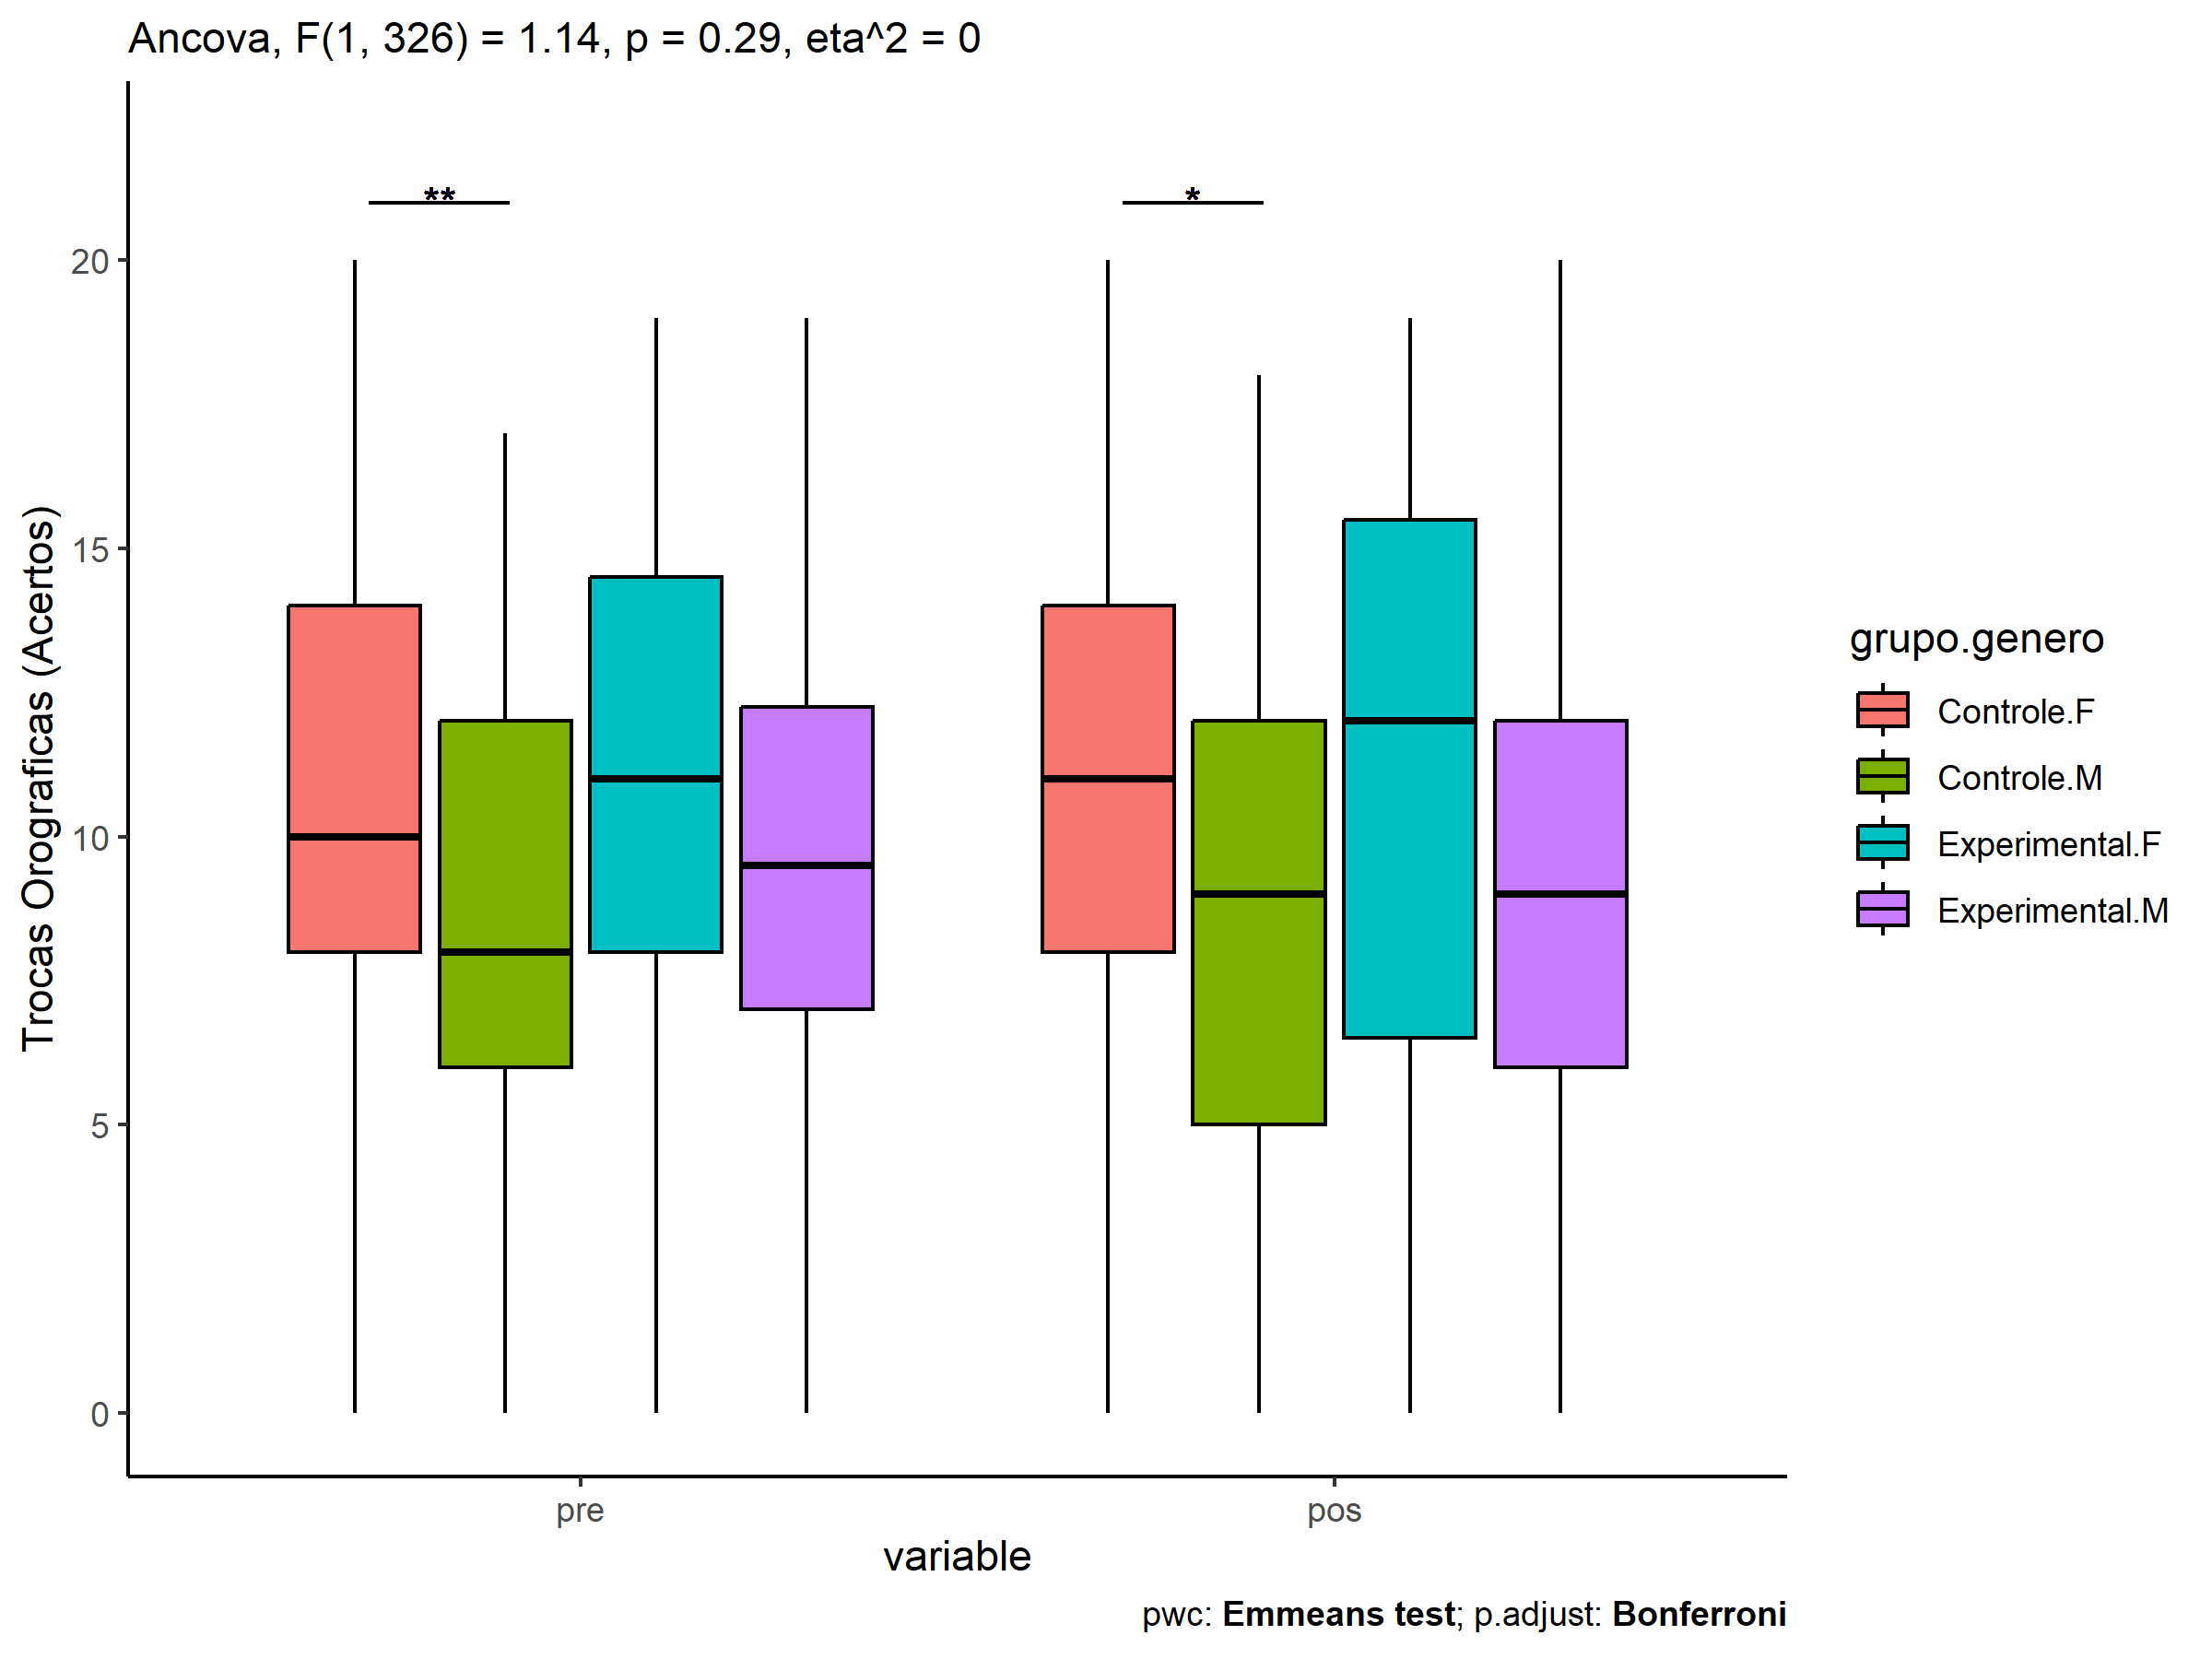 Ancova, F(1, 326) = 1.14, p = 0.29, eta^2 = 0
**
*
Trocas Orograficas (Acertos)
20
15
10
5
0
pre
pos
variable
grupo.genero
Controle.F
Controle.M
Experimental.F
Experimental.M
pwc: Emmeans test; p.adjust: Bonferroni